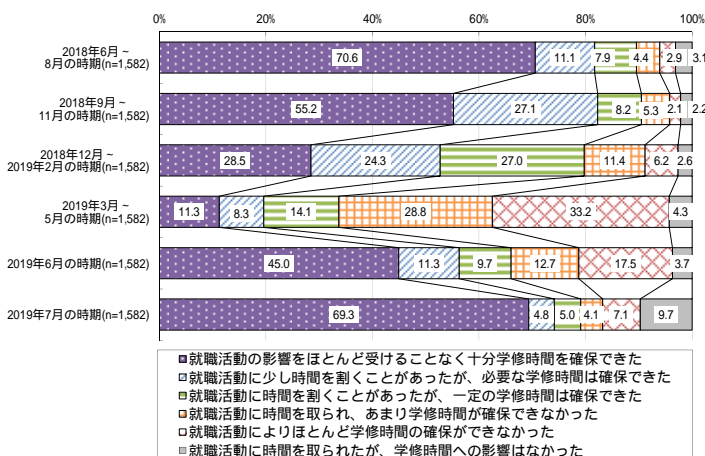 0% 20% 40% 60% 80% 100%
2018年6月~
8月の時期(n=1,582)
70.6 11.1 7.9 4.4 2.9 3.1
2018年9月~
11月の時期(n=1,582)
55.2 27.1 8.2 5.3 2.1 2.2
2018年12月~
2019年2月の時期(n=1,582)
28.5 24.3 27.0 11.4 6.2 2.6
2019年3月~
5月の時期(n=1,582)
11.3 8.3 14.1 28.8 33.2 4.3
2019年6月の時期(n=1,582)
45.0 11.3 9.7 12.7 17.5 3.7
2019年7月の時期(n=1,582)
69.3 4.8 5.0 4.1 7.1 9.7
就職活動の影響をほとんど受けることなく十分学修時間を確保できた
就職活動に少し時間を割くことがあったが、必要な学修時間は確保できた
就職活動に時間を割くことがあったが、一定の学修時間は確保できた
就職活動に時間を取られ、あまり学修時間が確保できなかった
就職活動によりほとんど学修時間の確保ができなかった
就職活動に時間を取られたが、学修時間への影響はなかった